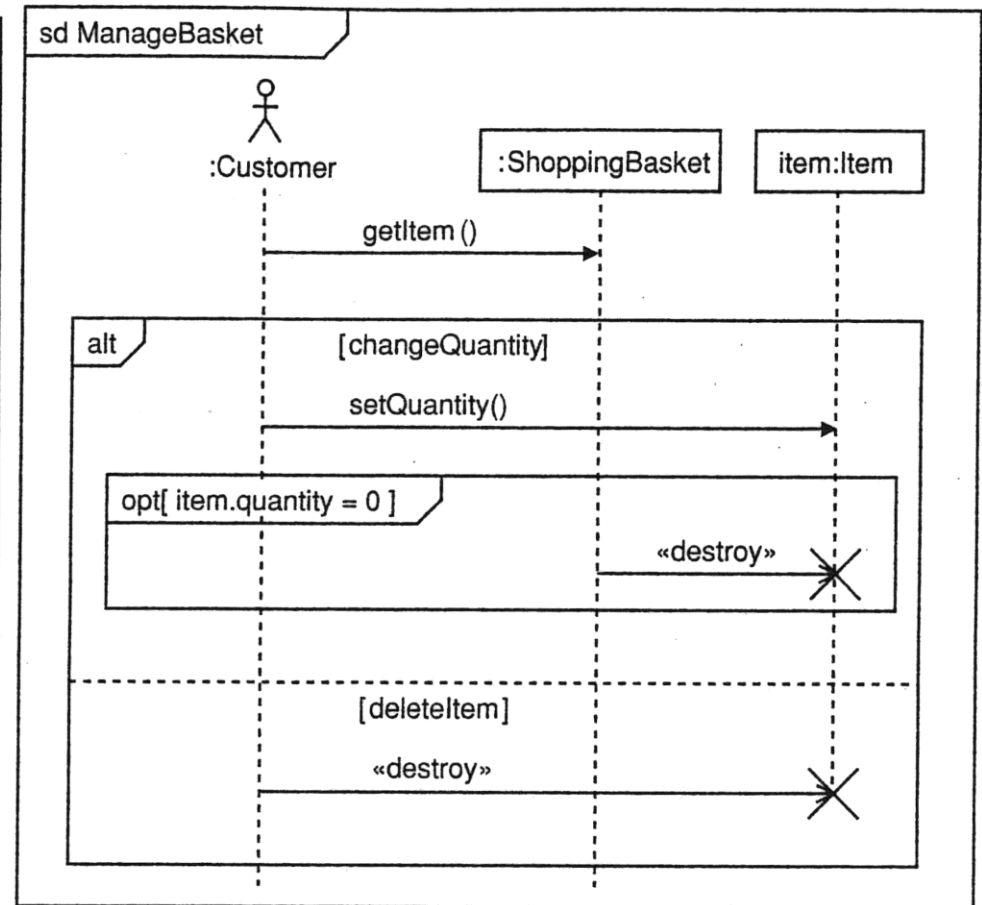 sd ManageBasket
:Customer
:ShoppingBasket
item:Item
getItem ()
alt
[changeQuantity]
setQuantity()
opt[ item.quantity = 0 ]
«destroy»
[deleteItem]
«destroy»